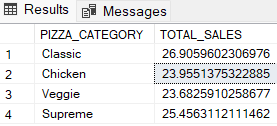 Results Messages
PIZZA_CATEGORY TOTAL_SALES
1 Classic 26.9059602306976
2 Chicken 23.9551375322885
3 Veggie 23.6825910258677
4 Supreme 25.4563112111462